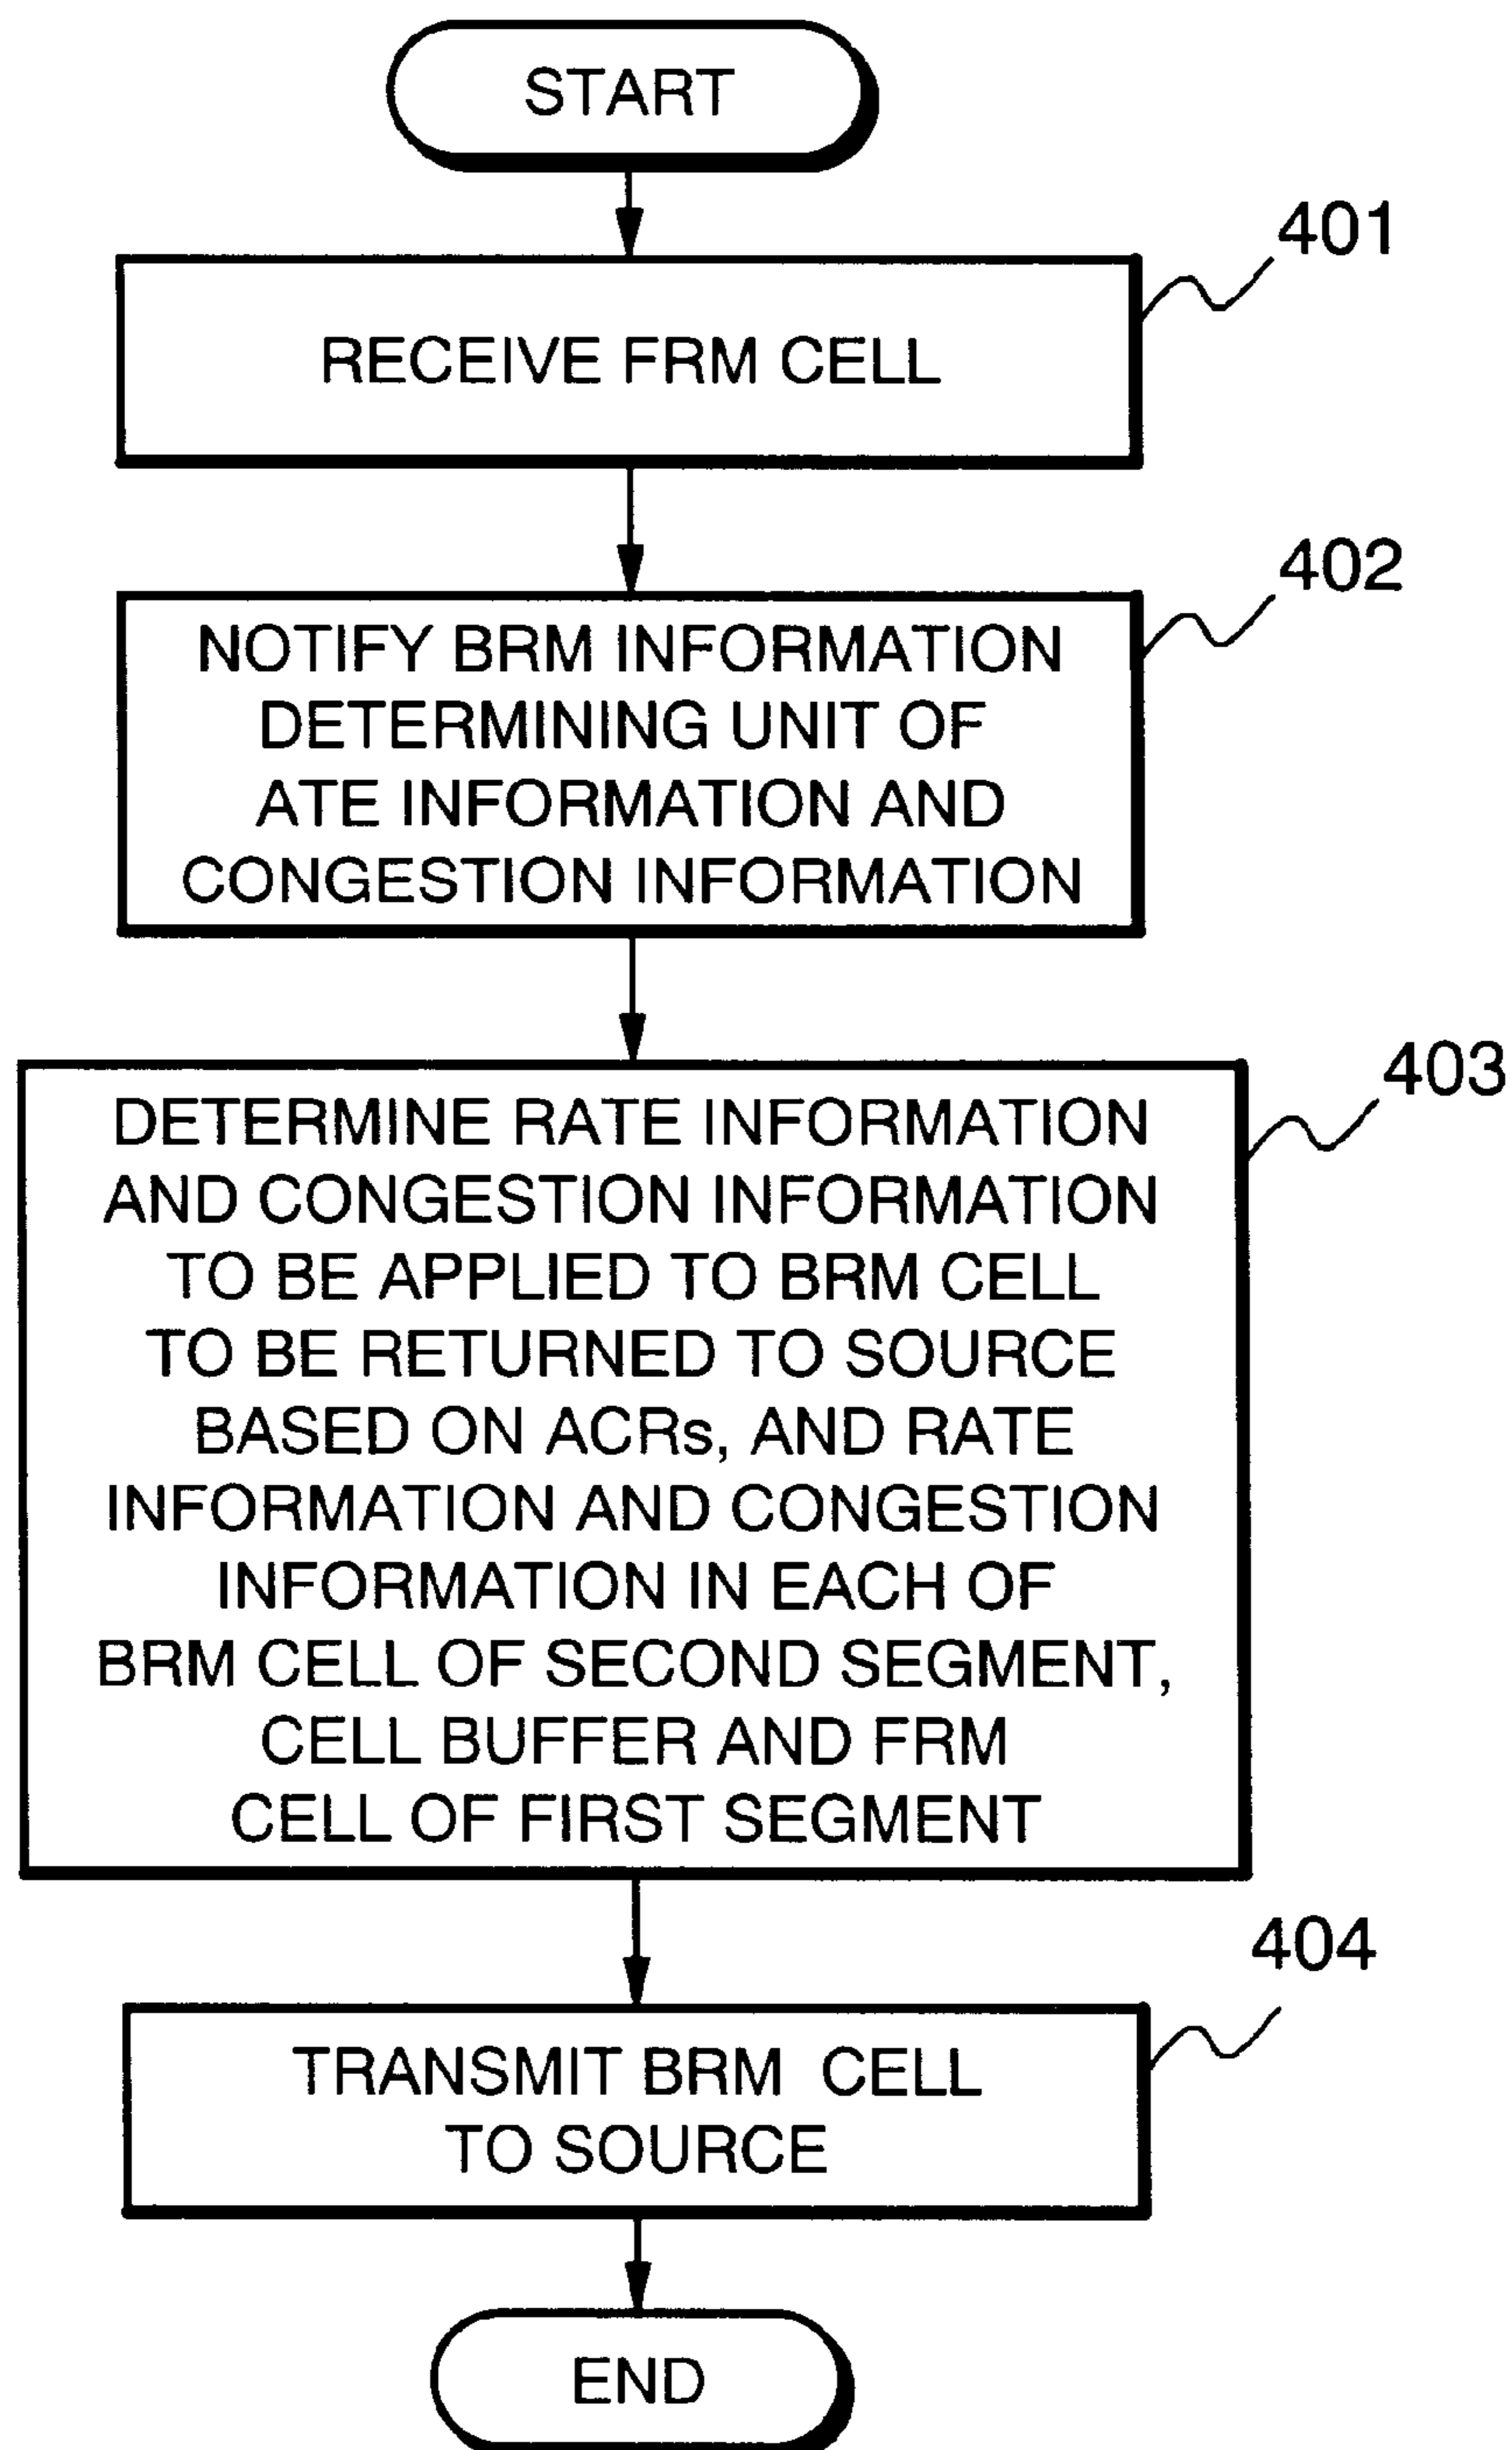 START
401
RECEIVE FRM CELL
402
NOTIFY BRM INFORMATION
DETERMINING UNIT OF
ATE INFORMATION AND
CONGESTION INFORMATION
403
DETERMINE RATE INFORMATION
AND CONGESTION INFORMATION
TO BE APPLIED TO BRM CELL
TO BE RETURNED TO SOURCE
BASED ON ACRs, AND RATE
INFORMATION AND CONGESTION
INFORMATION IN EACH OF
BRM CELL OF SECOND SEGMENT,
CELL BUFFER AND FRM
CELL OF FIRST SEGMENT
404
TRANSMIT BRM CELL
TO SOURCE
END